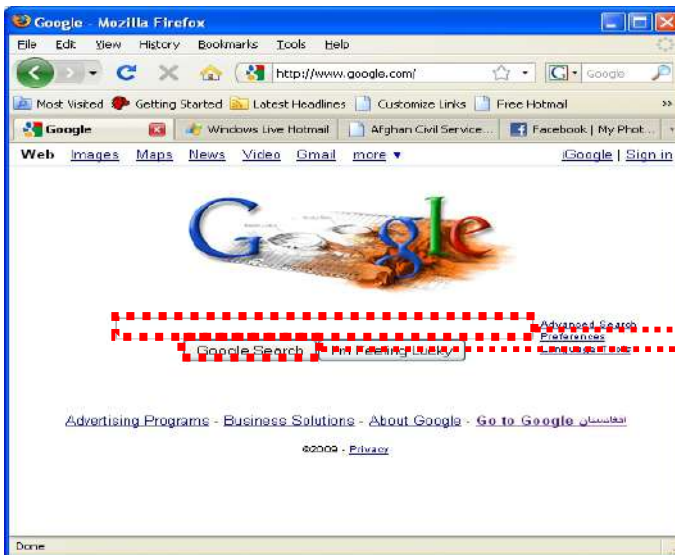 Google - Mozilla Firefox
File Edit View History Bookmarks Tools Help
http://www.google.com/ Google
Most Visited Getting Started Latest Headlines Customize Links Free Hotmail
Google Windows Live Hotmail Afghan Civil Service... Facebook | My Phot...
Web Images Maps News Video Gmail more ▼ iGoogle | Sign in
Google
Advanced Search
Preferences
Language Tools
Google Search I'm Feeling Lucky
Advertising Programs - Business Solutions - About Google - Go to Google افغانستان
©2009 - Privacy
Done